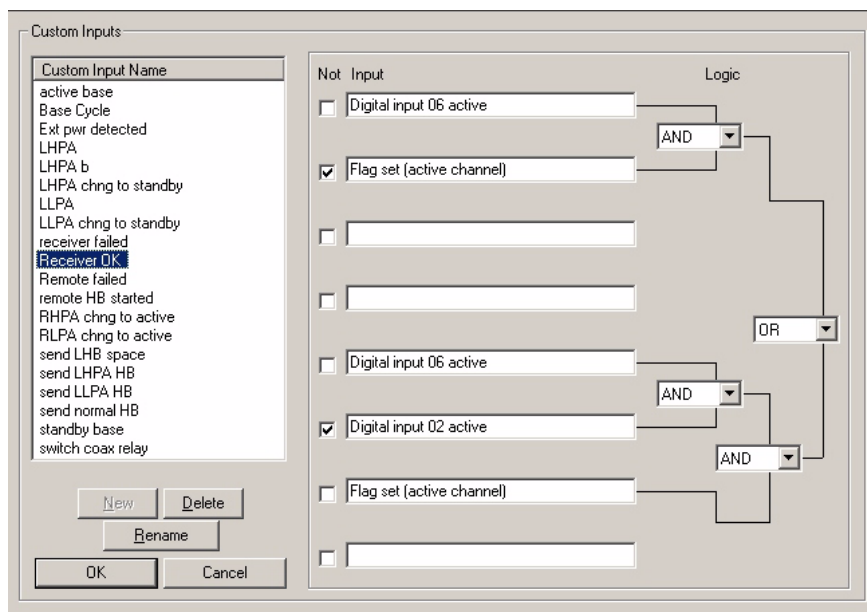 Custom Inputs
Custom Input Name
active base
Base Cycle
Ext pwr detected
LHPA
LHPA b
LHPA chng to standby
LLPA
LLPA chng to standby
receiver failed
Receiver OK
Remote failed
remote HB started
RHPA chng to active
RLPA chng to active
send LHB space
send LHPA HB
send LLPA HB
send normal HB
standby base
switch coax relay
New Delete
Rename
OK Cancel
Not Input Logic
Digital input 06 active
AND
Flag set (active channel)
OR
Digital input 06 active
AND
Digital input 02 active
AND
Flag set (active channel)